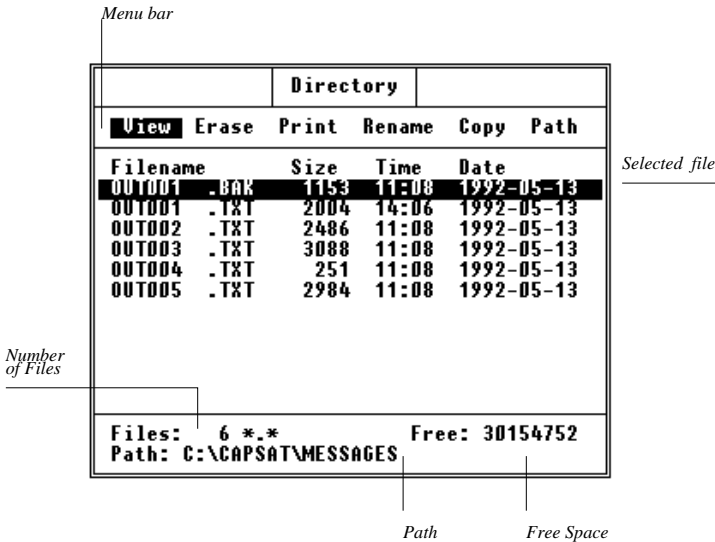 Menu bar
Directory
View Erase Print Rename Copy Path
Filename Size Time Date
Selected file
OUT001 .BAK 1153 11:08 1992-05-13
OUT001 .TXT 2004 14:06 1992-05-13
OUT002 .TXT 2486 11:08 1992-05-13
OUT003 .TXT 3088 11:08 1992-05-13
OUT004 .TXT 251 11:08 1992-05-13
OUT005 .TXT 2984 11:08 1992-05-13
Number
of Files
Files: 6 *.* Free: 30154752
Path: C:\CAPSAT\MESSAGES
Path
Free Space